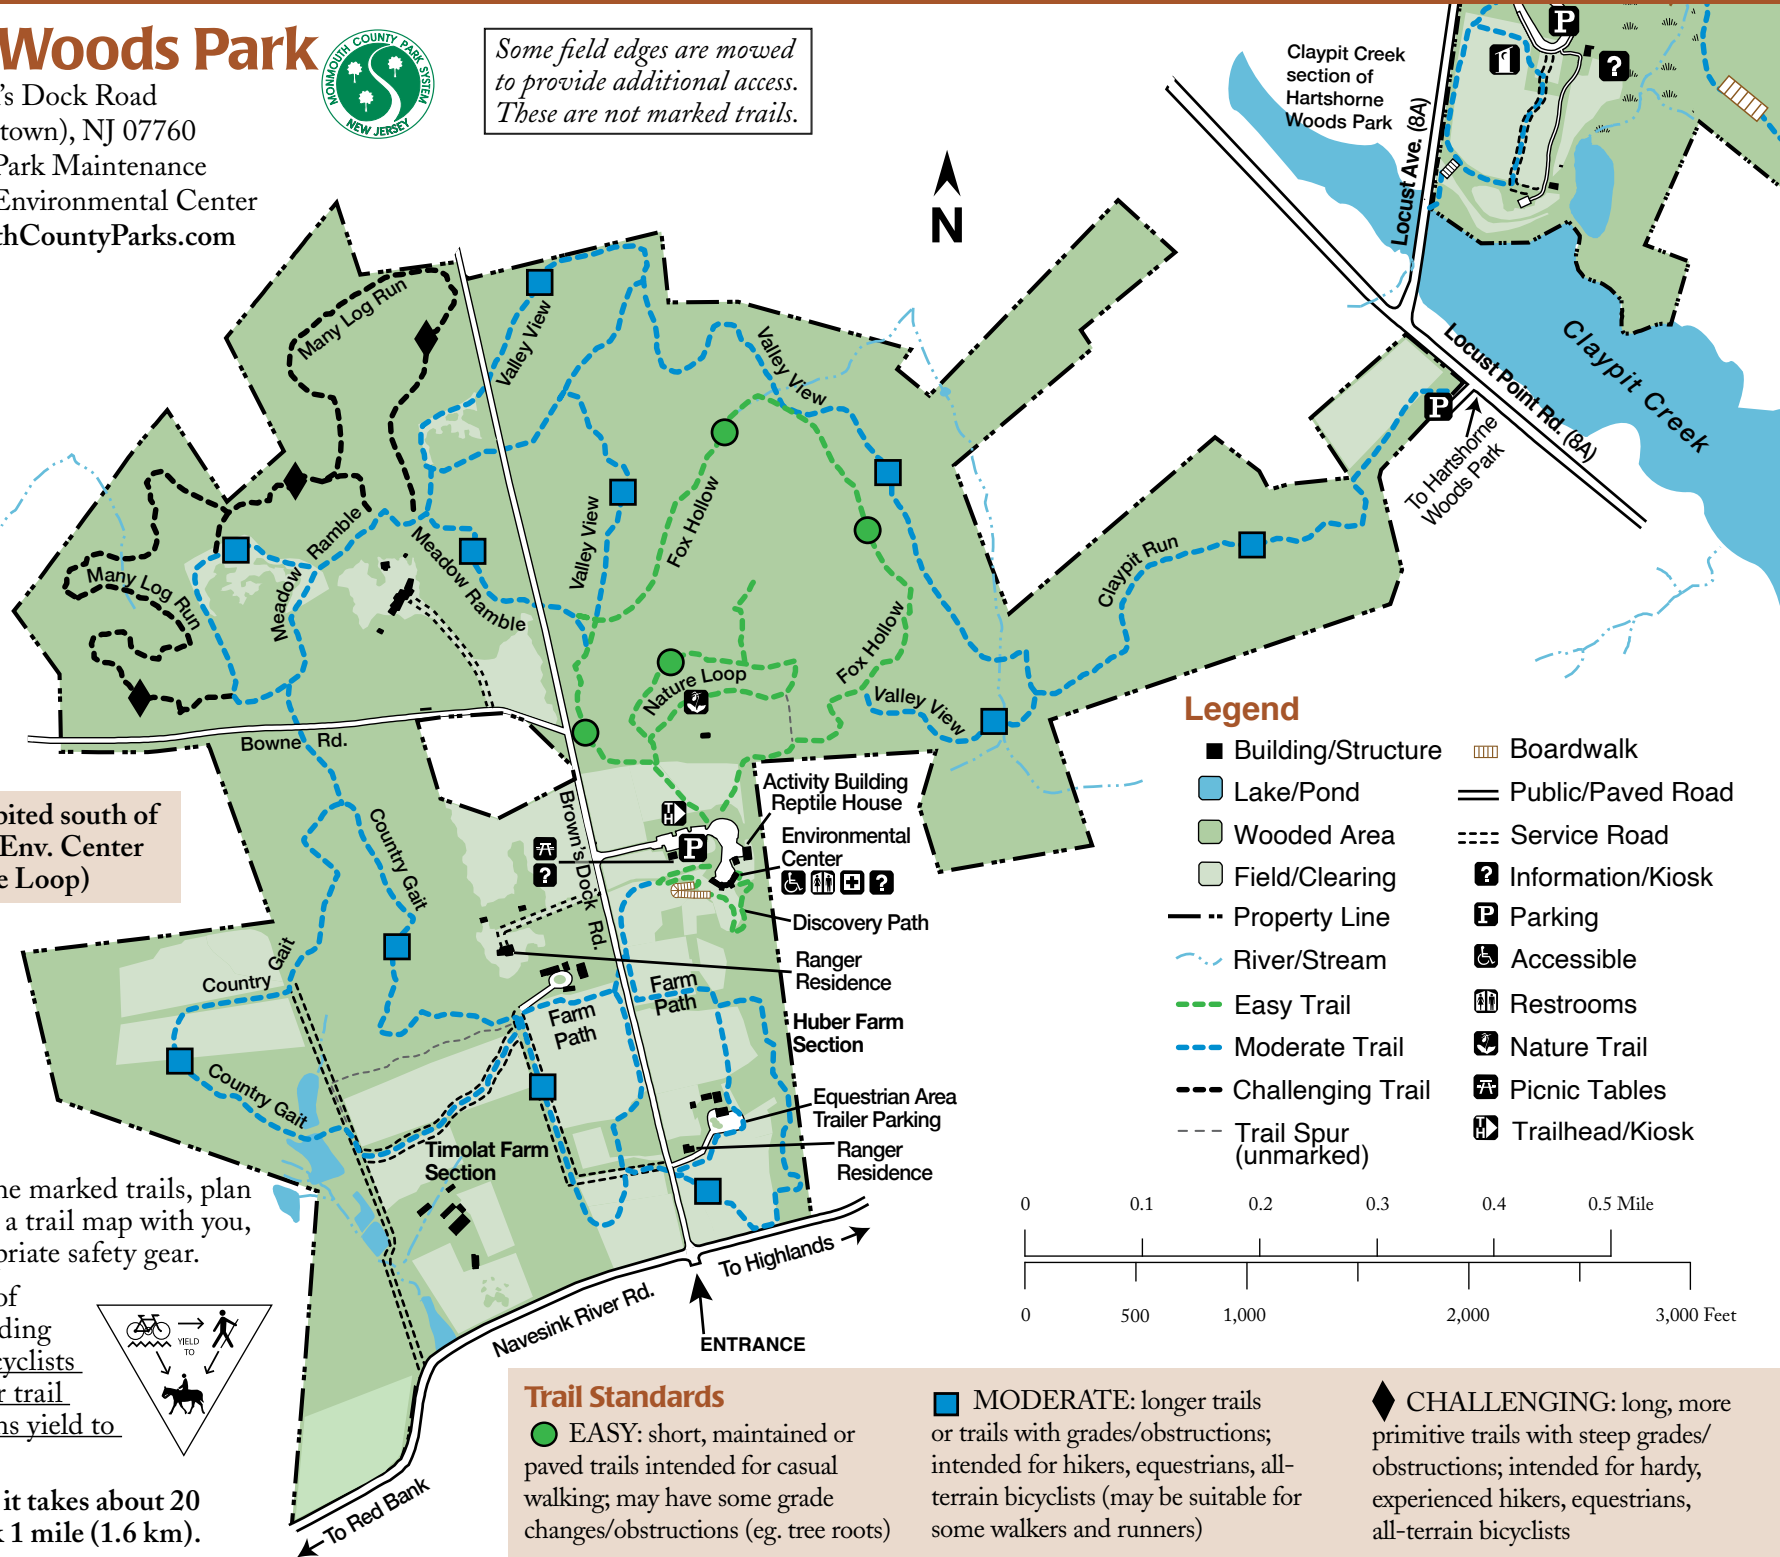 Woods Park
's Dock Road
town), NJ 07760
Park Maintenance
Environmental Center
thCountyParks.com
MONMOUTH COUNTY PARK SYSTEM
NEW JERSEY
Some field edges are mowed
to provide additional access.
These are not marked trails.
N
Claypit Creek
section of
Hartshorne
Woods Park
Locust Ave. (8A)
P
?
Locust Point Rd. (8A)
Claypit Creek
P
To Hartshorne
Woods Park
Many Log Run
Valley View
Valley View
Valley View
Fox Hollow
Meadow
Ramble
Meadow Ramble
Many Log Run
Claypit Run
Fox Hollow
Nature Loop
Valley View
Bowne Rd.
bited south of
Env. Center
e Loop)
Country Gait
Brown's Dock Rd.
TH
P
?
Activity Building
Reptile House
Environmental
Center
?
Discovery Path
Ranger
Residence
Country Gait
Farm
Path
Farm
Path
Huber Farm
Section
Country Gait
Equestrian Area
Trailer Parking
Ranger
Residence
Timolat Farm
Section
Navesink River Rd.
To Highlands
ENTRANCE
To Red Bank
ne marked trails, plan
a trail map with you,
opriate safety gear.
of
ding
cyclists
r trail
ns yield to
YIELD
TO
it takes about 20
k 1 mile (1.6 km).
Legend
Building/Structure
Lake/Pond
Wooded Area
Field/Clearing
Property Line
River/Stream
Easy Trail
Moderate Trail
Challenging Trail
Trail Spur
(unmarked)
Boardwalk
Public/Paved Road
Service Road
? Information/Kiosk
P Parking
Accessible
Restrooms
Nature Trail
Picnic Tables
TH Trailhead/Kiosk
0 0.1 0.2 0.3 0.4 0.5 Mile
0 500 1,000 2,000 3,000 Feet
Trail Standards
EASY: short, maintained or
paved trails intended for casual
walking; may have some grade
changes/obstructions (eg. tree roots)
MODERATE: longer trails
or trails with grades/obstructions;
intended for hikers, equestrians, all-
terrain bicyclists (may be suitable for
some walkers and runners)
CHALLENGING: long, more
primitive trails with steep grades/
obstructions; intended for hardy,
experienced hikers, equestrians,
all-terrain bicyclists